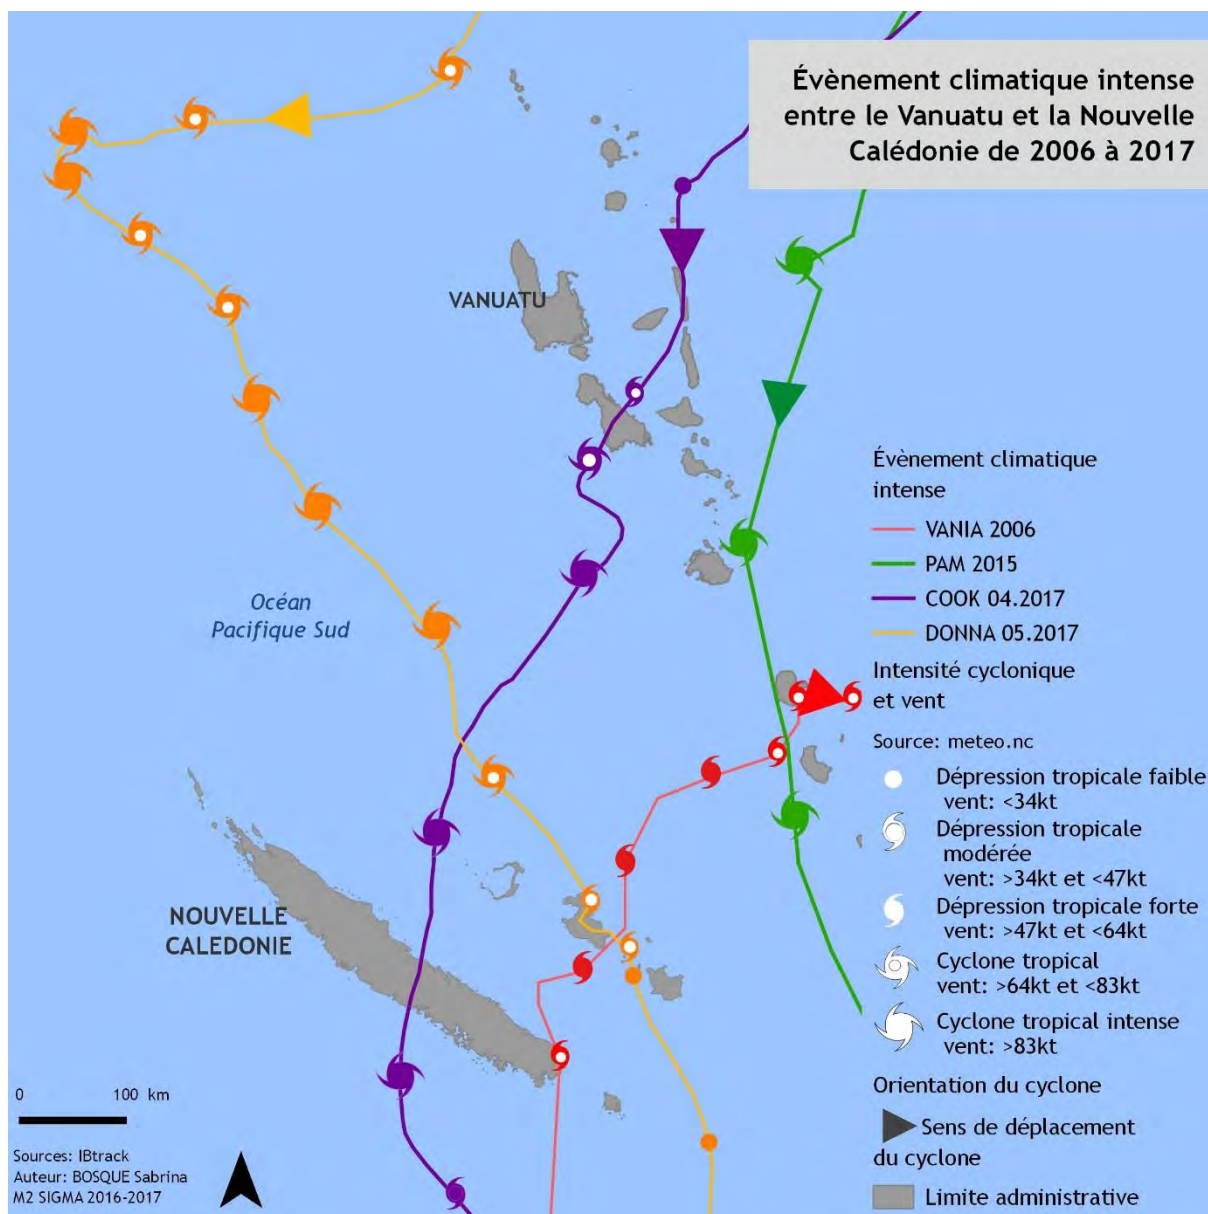 Évènement climatique intense
entre le Vanuatu et la Nouvelle
Calédonie de 2006 à 2017
VANUATU
Océan
Pacifique Sud
NOUVELLE
CALEDONIE
Évènement climatique
intense
VANIA 2006
PAM 2015
COOK 04.2017
DONNA 05.2017
Intensité cyclonique
et vent
Source: meteo.nc
Dépression tropicale faible
vent: <34kt
Dépression tropicale
modérée
vent: >34kt et <47kt
Dépression tropicale forte
vent: >47kt et <64kt
Cyclone tropical
vent: >64kt et <83kt
Cyclone tropical intense
vent: >83kt
Orientation du cyclone
Sens de déplacement
du cyclone
Limite administrative
0 100 km
Sources: IBtrack
Auteur: BOSQUE Sabrina
M2 SIGMA 2016-2017